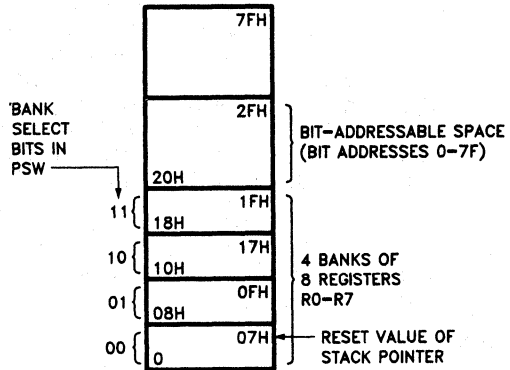 7FH
BANK
SELECT
BITS IN
PSW
2FH
20H
BIT-ADDRESSABLE SPACE
(BIT ADDRESSES 0-7F)
11
1FH
18H
10
17H
10H
4 BANKS OF
8 REGISTERS
R0-R7
01
0FH
08H
00
07H
0
RESET VALUE OF
STACK POINTER